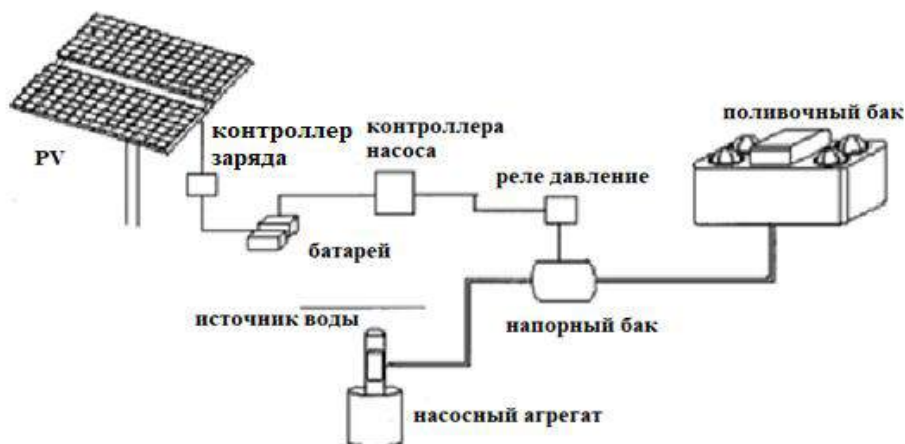 поливочный бак
контроллера
насоса
контроллер
заряда
PV
реле давление
батарей
источник воды
напорный бак
насосный агрегат